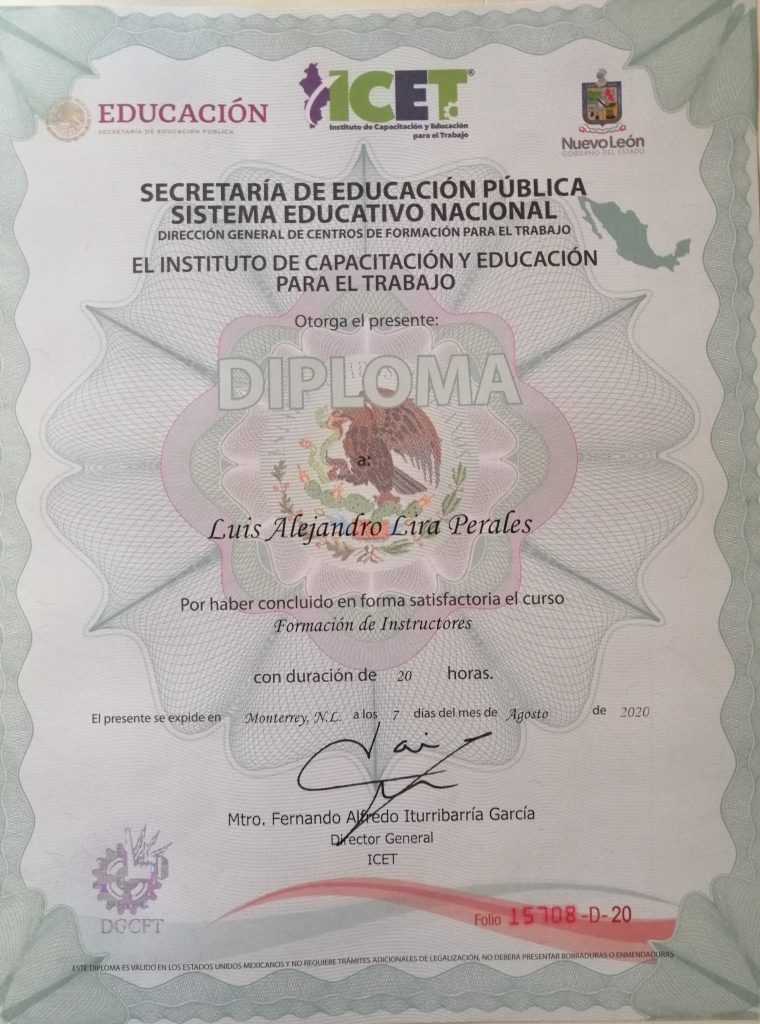 EDUCACIÓN
SECRETARÍA DE EDUCACIÓN PÚBLICA
ICET®
Instituto de Capacitación y Educación
para el Trabajo
Nuevo León
GOBIERNO DEL ESTADO
SECRETARÍA DE EDUCACIÓN PÚBLICA
SISTEMA EDUCATIVO NACIONAL
DIRECCIÓN GENERAL DE CENTROS DE FORMACIÓN PARA EL TRABAJO
EL INSTITUTO DE CAPACITACIÓN Y EDUCACIÓN
PARA EL TRABAJO
Otorga el presente:
DIPLOMA
a:
Luis Alejandro Lira Perales
Por haber concluido en forma satisfactoria el curso
Formación de Instructores
con duración de 20 horas.
El presente se expide en Monterrey, N.L. a los 7 días del mes de Agosto de 2020
Mtro. Fernando Alfredo Iturribarría García
Director General
ICET
DGCFT
Folio 15708-D-20
ESTE DIPLOMA ES VÁLIDO EN LOS ESTADOS UNIDOS MEXICANOS Y NO REQUIERE TRÁMITES ADICIONALES DE LEGALIZACIÓN, NO DEBERÁ PRESENTAR BORRADURAS O ENMENDADURAS